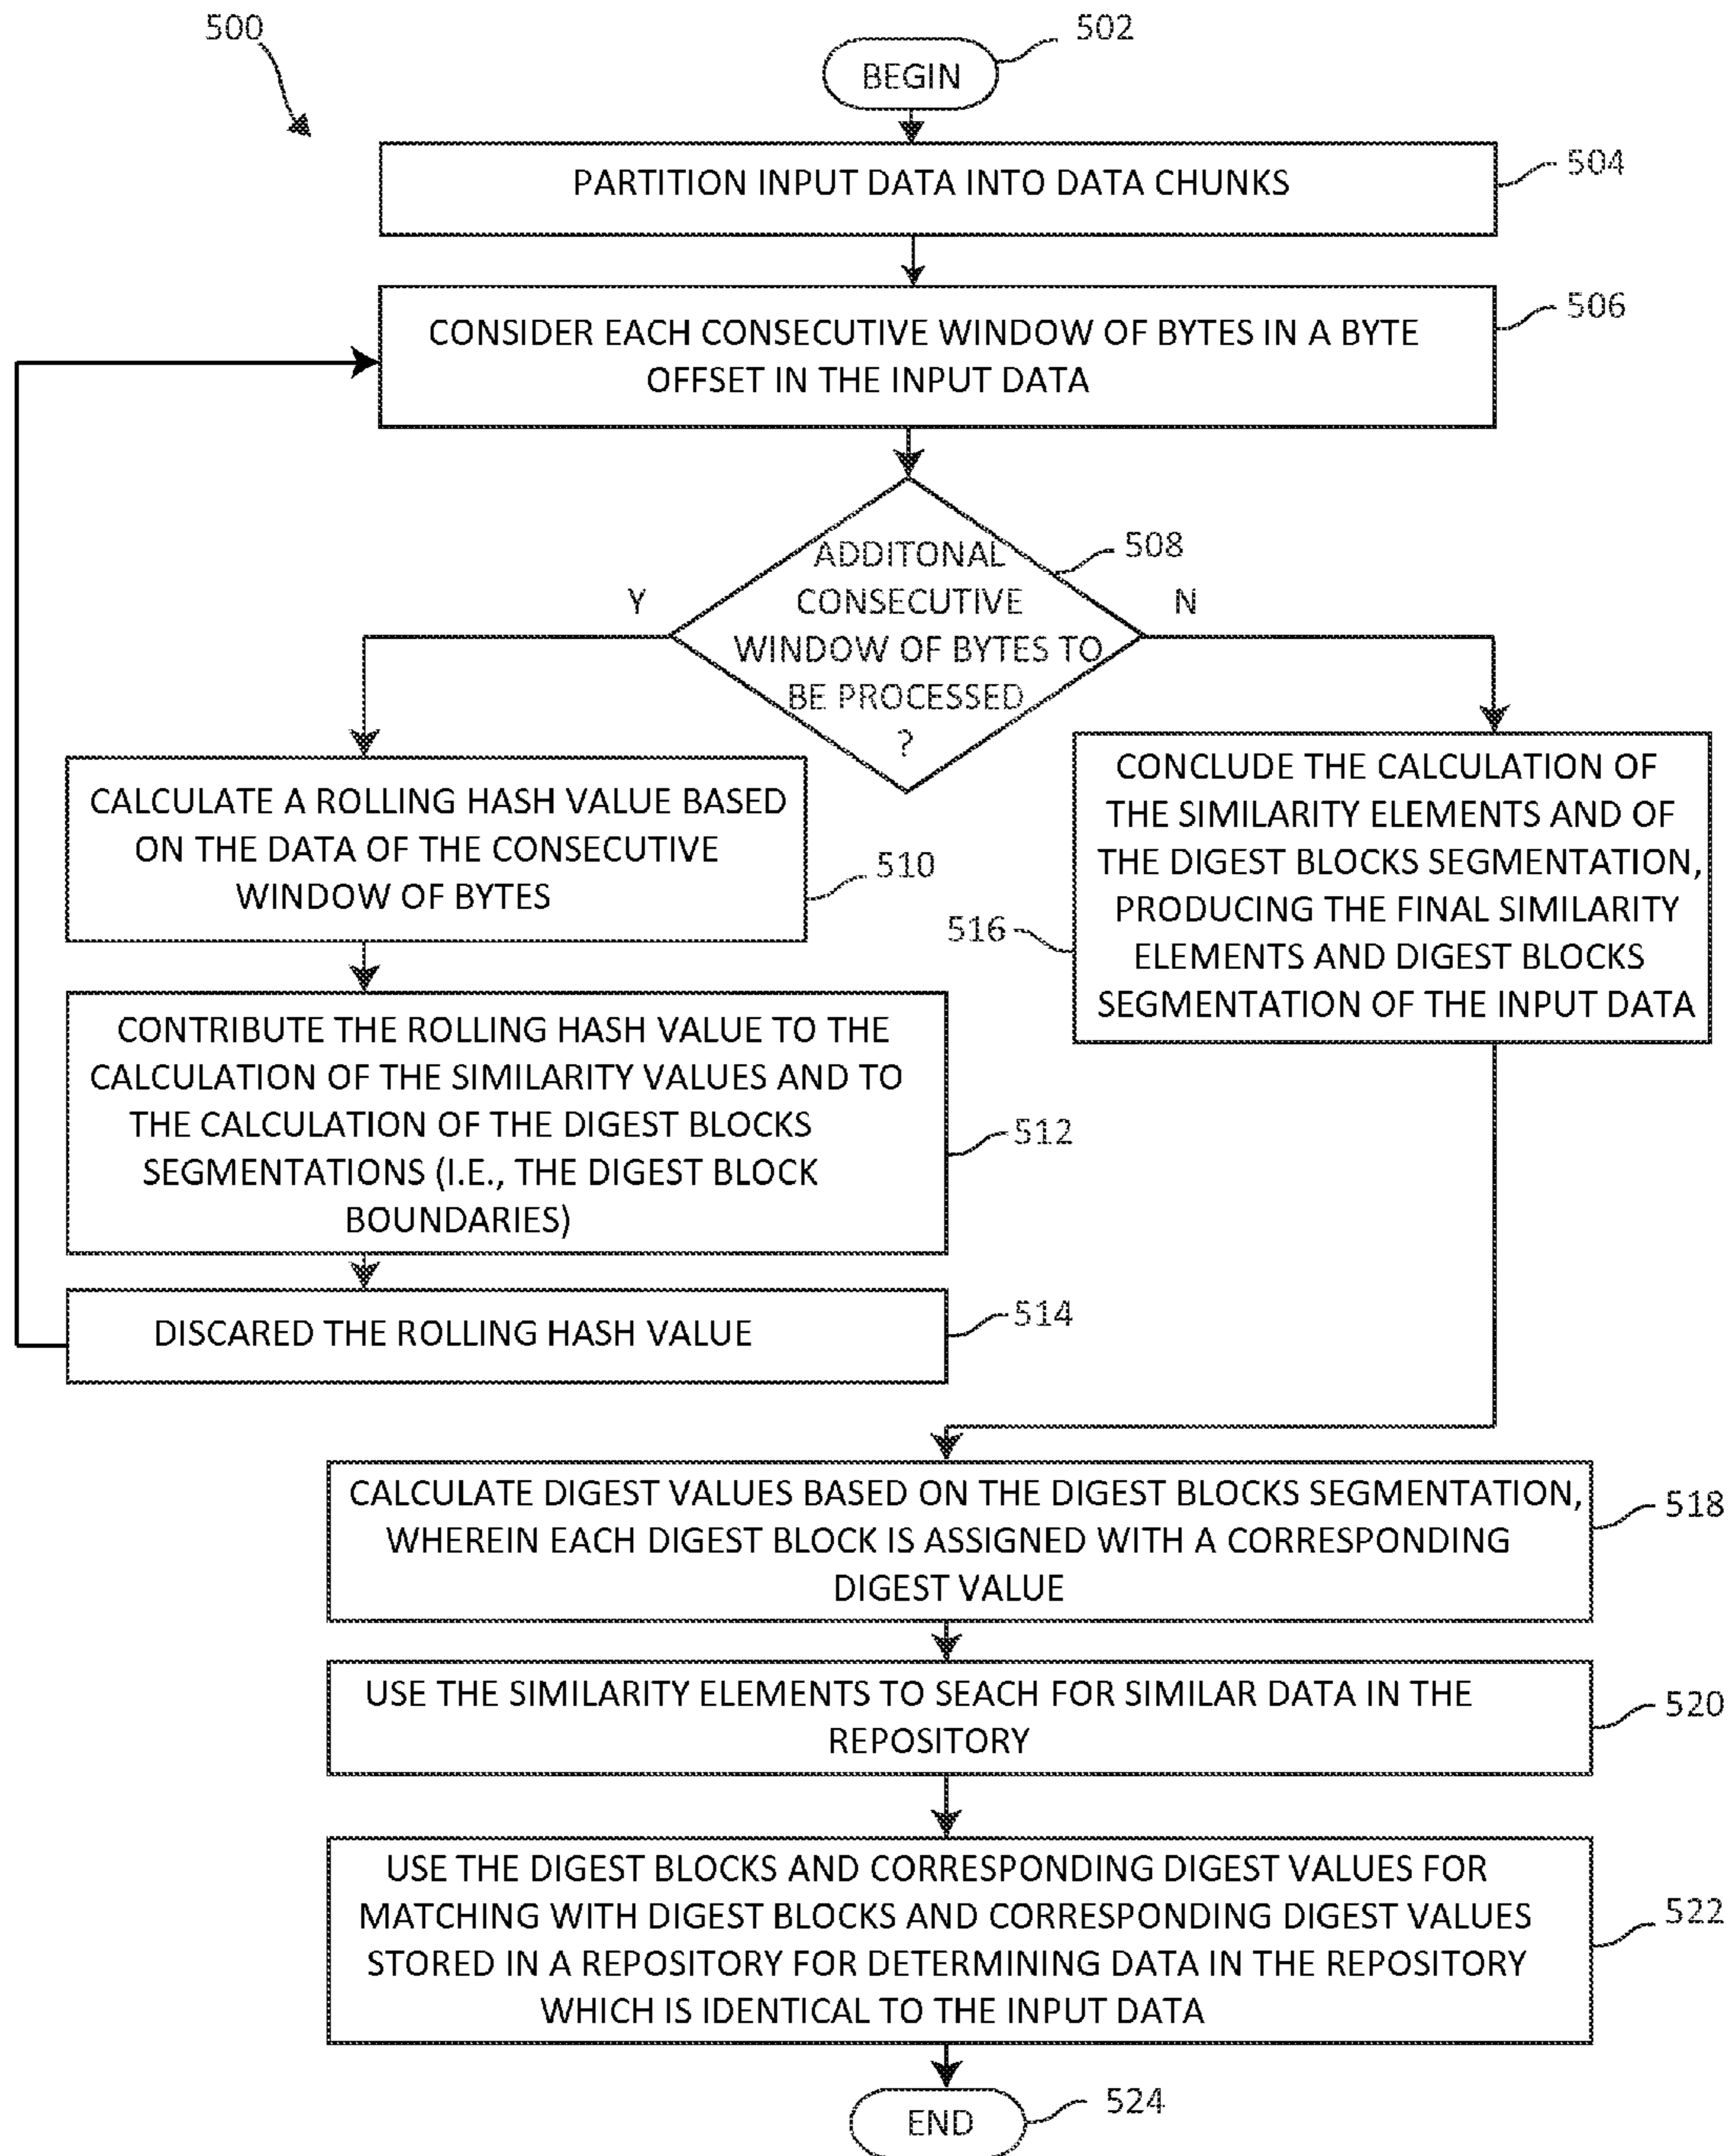 500
502
BEGIN
PARTITION INPUT DATA INTO DATA CHUNKS
504
CONSIDER EACH CONSECUTIVE WINDOW OF BYTES IN A BYTE
OFFSET IN THE INPUT DATA
506
ADDITONAL
CONSECUTIVE
WINDOW OF BYTES TO
BE PROCESSED
?
508
Y
N
CALCULATE A ROLLING HASH VALUE BASED
ON THE DATA OF THE CONSECUTIVE
WINDOW OF BYTES
510
CONTRIBUTE THE ROLLING HASH VALUE TO THE
CALCULATION OF THE SIMILARITY VALUES AND TO
THE CALCULATION OF THE DIGEST BLOCKS
SEGMENTATIONS (I.E., THE DIGEST BLOCK
BOUNDARIES)
512
DISCARED THE ROLLING HASH VALUE
514
CONCLUDE THE CALCULATION OF
THE SIMILARITY ELEMENTS AND OF
THE DIGEST BLOCKS SEGMENTATION,
PRODUCING THE FINAL SIMILARITY
ELEMENTS AND DIGEST BLOCKS
SEGMENTATION OF THE INPUT DATA
516
CALCULATE DIGEST VALUES BASED ON THE DIGEST BLOCKS SEGMENTATION,
WHEREIN EACH DIGEST BLOCK IS ASSIGNED WITH A CORRESPONDING
DIGEST VALUE
518
USE THE SIMILARITY ELEMENTS TO SEACH FOR SIMILAR DATA IN THE
REPOSITORY
520
USE THE DIGEST BLOCKS AND CORRESPONDING DIGEST VALUES FOR
MATCHING WITH DIGEST BLOCKS AND CORRESPONDING DIGEST VALUES
STORED IN A REPOSITORY FOR DETERMINING DATA IN THE REPOSITORY
WHICH IS IDENTICAL TO THE INPUT DATA
522
END
524